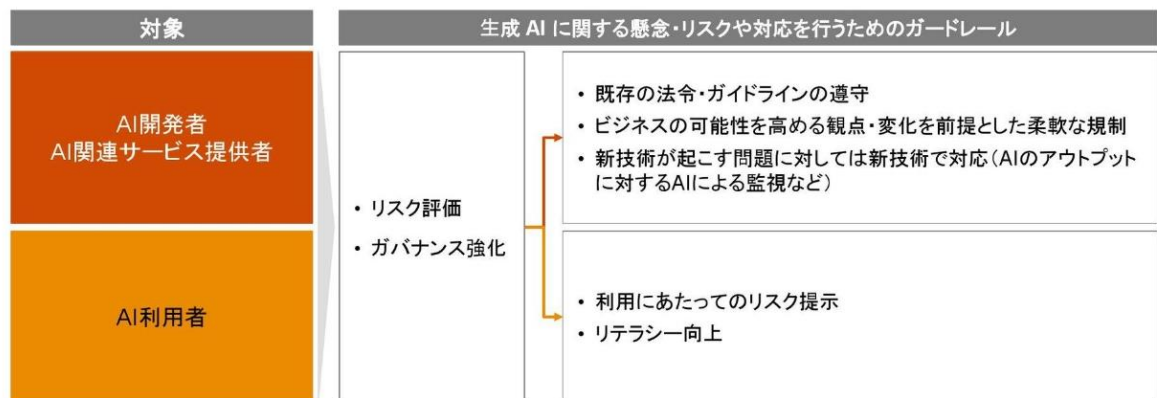 対象
生成 AI に関する懸念・リスクや対応を行うためのガードレール
AI開発者
AI関連サービス提供者
AI利用者
• リスク評価
• ガバナンス強化
• 既存の法令・ガイドラインの遵守
• ビジネスの可能性を高める観点・変化を前提とした柔軟な規制
• 新技術が起こす問題に対しては新技術で対応（AIのアウトプット
に対するAIによる監視など）
• 利用にあたってのリスク提示
• リテラシー向上